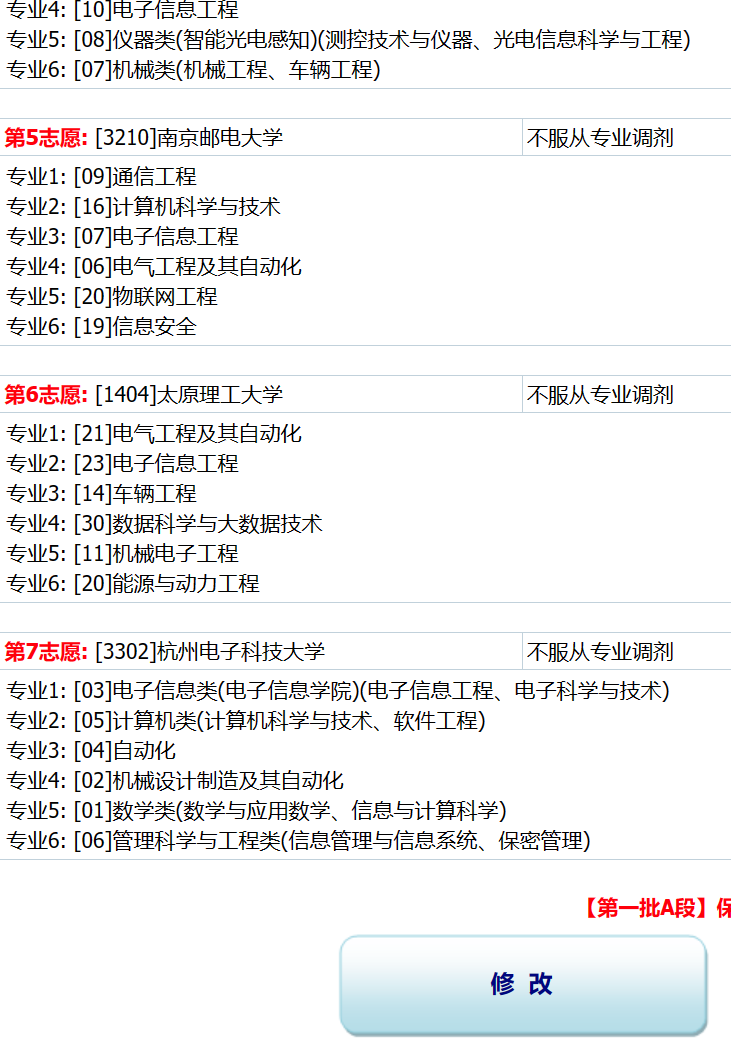 专业4: [10]电子信息工程
专业5: [08]仪器类(智能光电感知)(测控技术与仪器、光电信息科学与工程)
专业6: [07]机械类(机械工程、车辆工程)
第5志愿: [3210]南京邮电大学 不服从专业调剂
专业1: [09]通信工程
专业2: [16]计算机科学与技术
专业3: [07]电子信息工程
专业4: [06]电气工程及其自动化
专业5: [20]物联网工程
专业6: [19]信息安全
第6志愿: [1404]太原理工大学 不服从专业调剂
专业1: [21]电气工程及其自动化
专业2: [23]电子信息工程
专业3: [14]车辆工程
专业4: [30]数据科学与大数据技术
专业5: [11]机械电子工程
专业6: [20]能源与动力工程
第7志愿: [3302]杭州电子科技大学 不服从专业调剂
专业1: [03]电子信息类(电子信息学院)(电子信息工程、电子科学与技术)
专业2: [05]计算机类(计算机科学与技术、软件工程)
专业3: [04]自动化
专业4: [02]机械设计制造及其自动化
专业5: [01]数学类(数学与应用数学、信息与计算科学)
专业6: [06]管理科学与工程类(信息管理与信息系统、保密管理)
【第一批A段】保
修 改